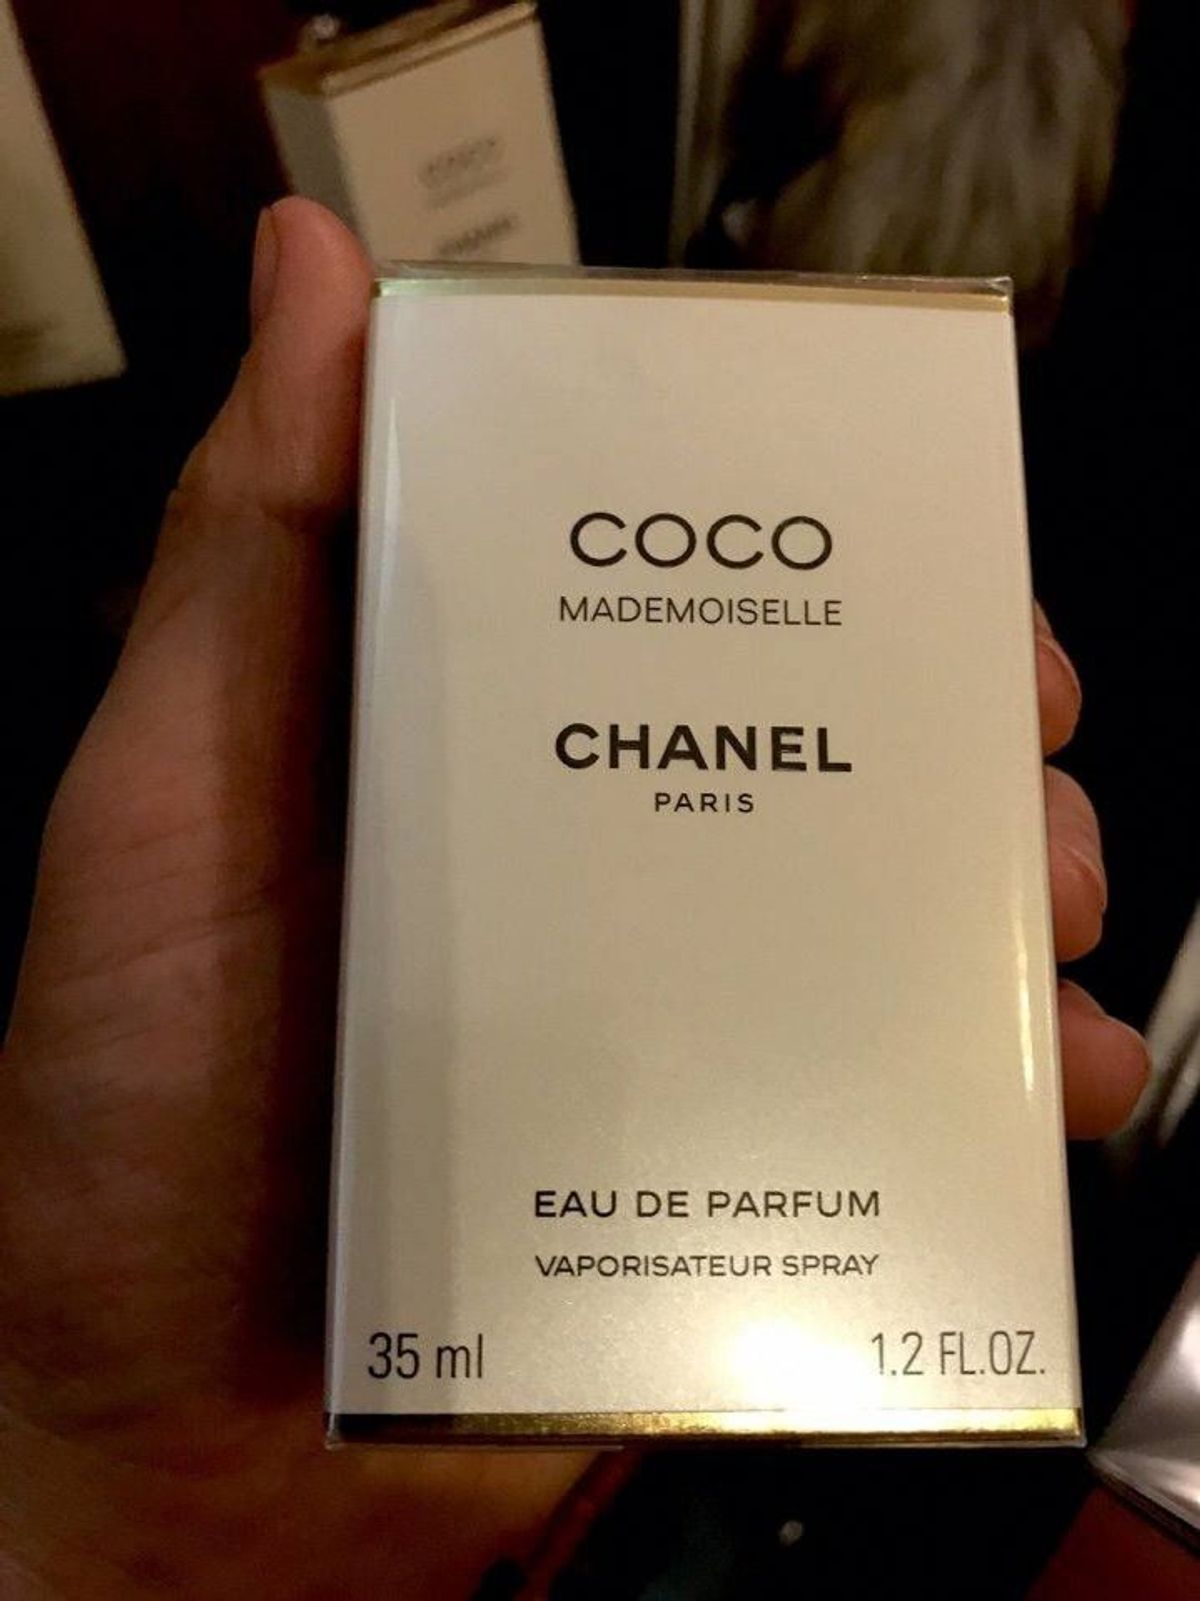 COCO
MADEMOISELLE
CHANEL
PARIS
EAU DE PARFUM
VAPORISATEUR SPRAY
35 ml 1.2 FL.OZ.